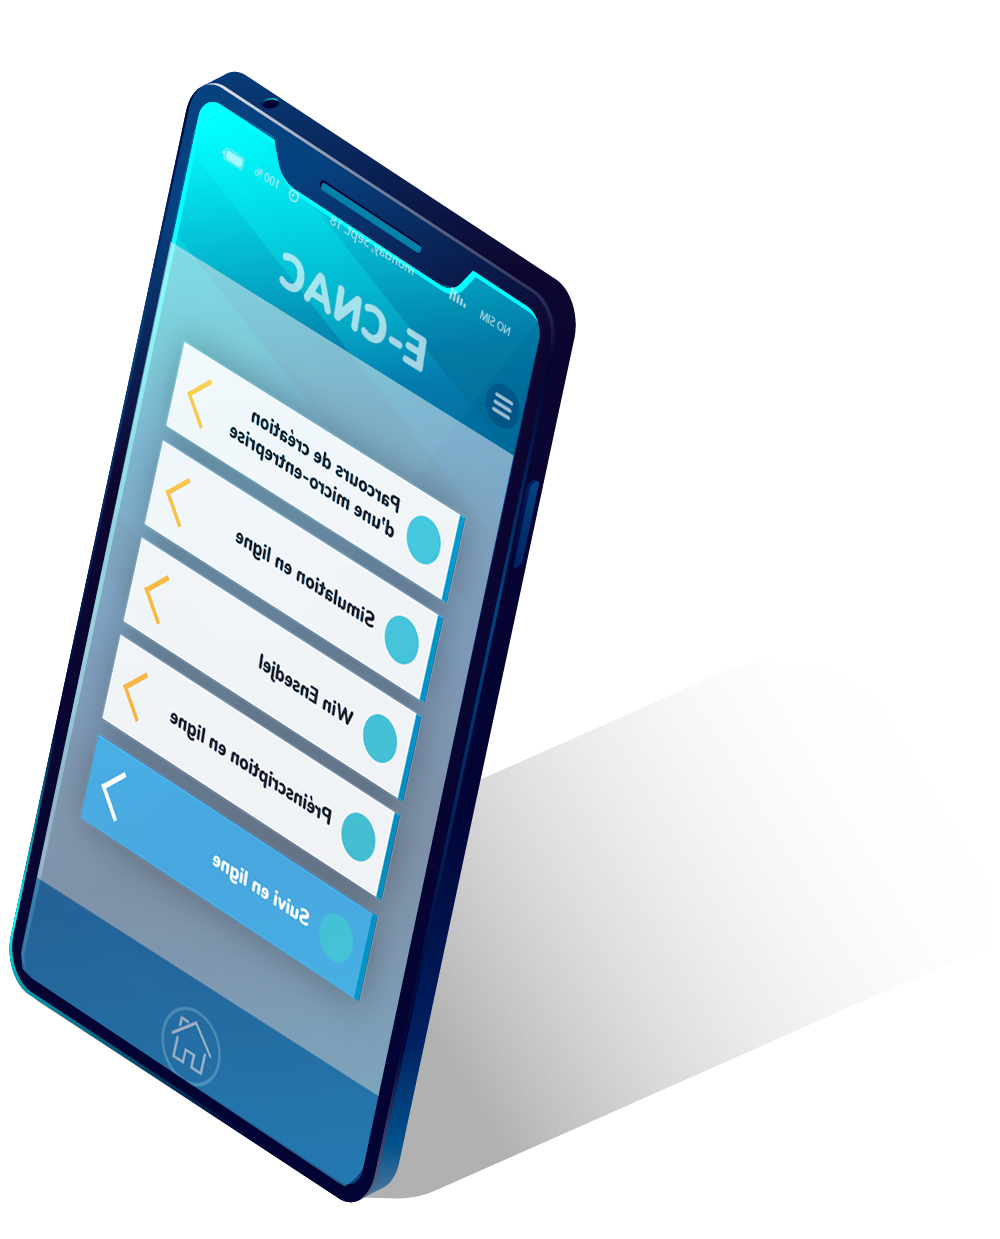 NO SIM
Monday, Sept. 18
100 %
E-CNAC
Parcours de création
d'une micro-entreprise
Simulation en ligne
Win Ensedjel
Préinscription en ligne
Suivi en ligne